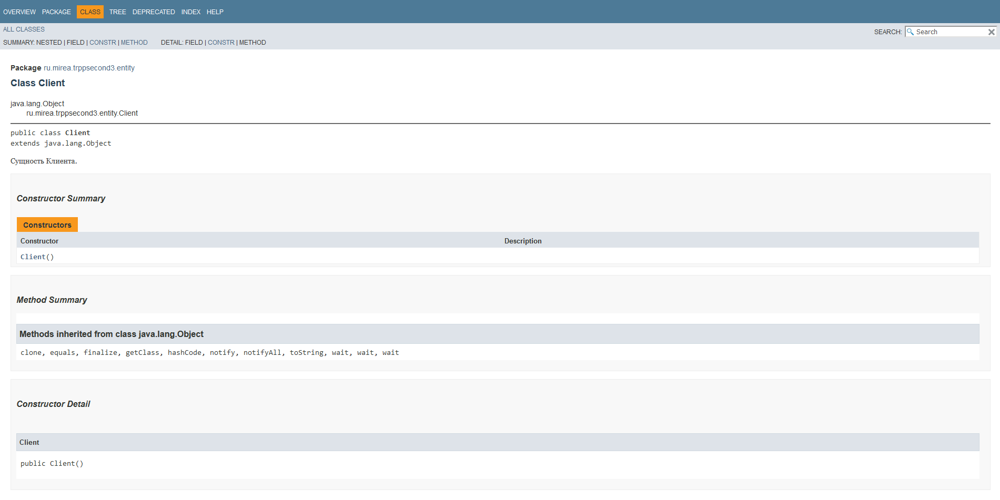 OVERVIEW PACKAGE CLASS TREE DEPRECATED INDEX HELP
ALL CLASSES
SEARCH: Search
SUMMARY: NESTED | FIELD | CONSTR | METHOD DETAIL: FIELD | CONSTR | METHOD
Package ru.mirea.trppsecond3.entity
Class Client
java.lang.Object
ru.mirea.trppsecond3.entity.Client
public class Client
extends java.lang.Object
Сущность Клиента.
Constructor Summary
Constructors
Constructor Description
Client()
Method Summary
Methods inherited from class java.lang.Object
clone, equals, finalize, getClass, hashCode, notify, notifyAll, toString, wait, wait, wait
Constructor Detail
Client
public Client()